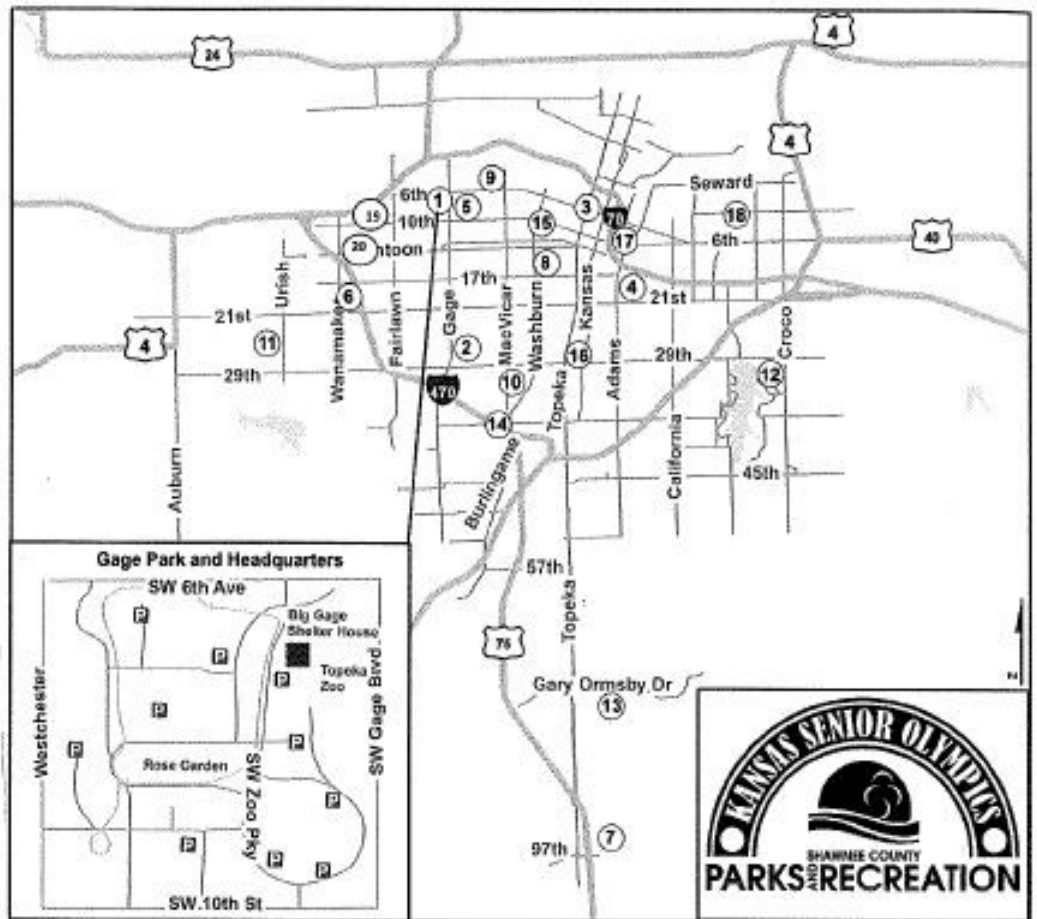 4
24
4
9
Seward
6th
1
5
19
10th
15
3
70
18
17
6th
40
20
ntoon
8
Urish
17th
4
6
21st
21st
Gage
MacVicar
Washburn
Kansas
Fairlawn
Wanamake
4
11
2
16
29th
Croco
29th
12
470
10
Adams
Topeka
14
California
Auburn
Burlingame
45th
57th
Topeka
75
Gary Ormsby Dr
13
97th
7
N
Gage Park and Headquarters
SW 6th Ave
P
Big Gage
Shelter House
P
Topeka
Zoo
P
P
Westchester
SW Gage Blvd.
P
P
Rose Garden
SW Zoo Pky
P
P
P
P
SW 10th St
KANSAS SENIOR OLYMPICS
SHAWNEE COUNTY
PARKS AND RECREATION